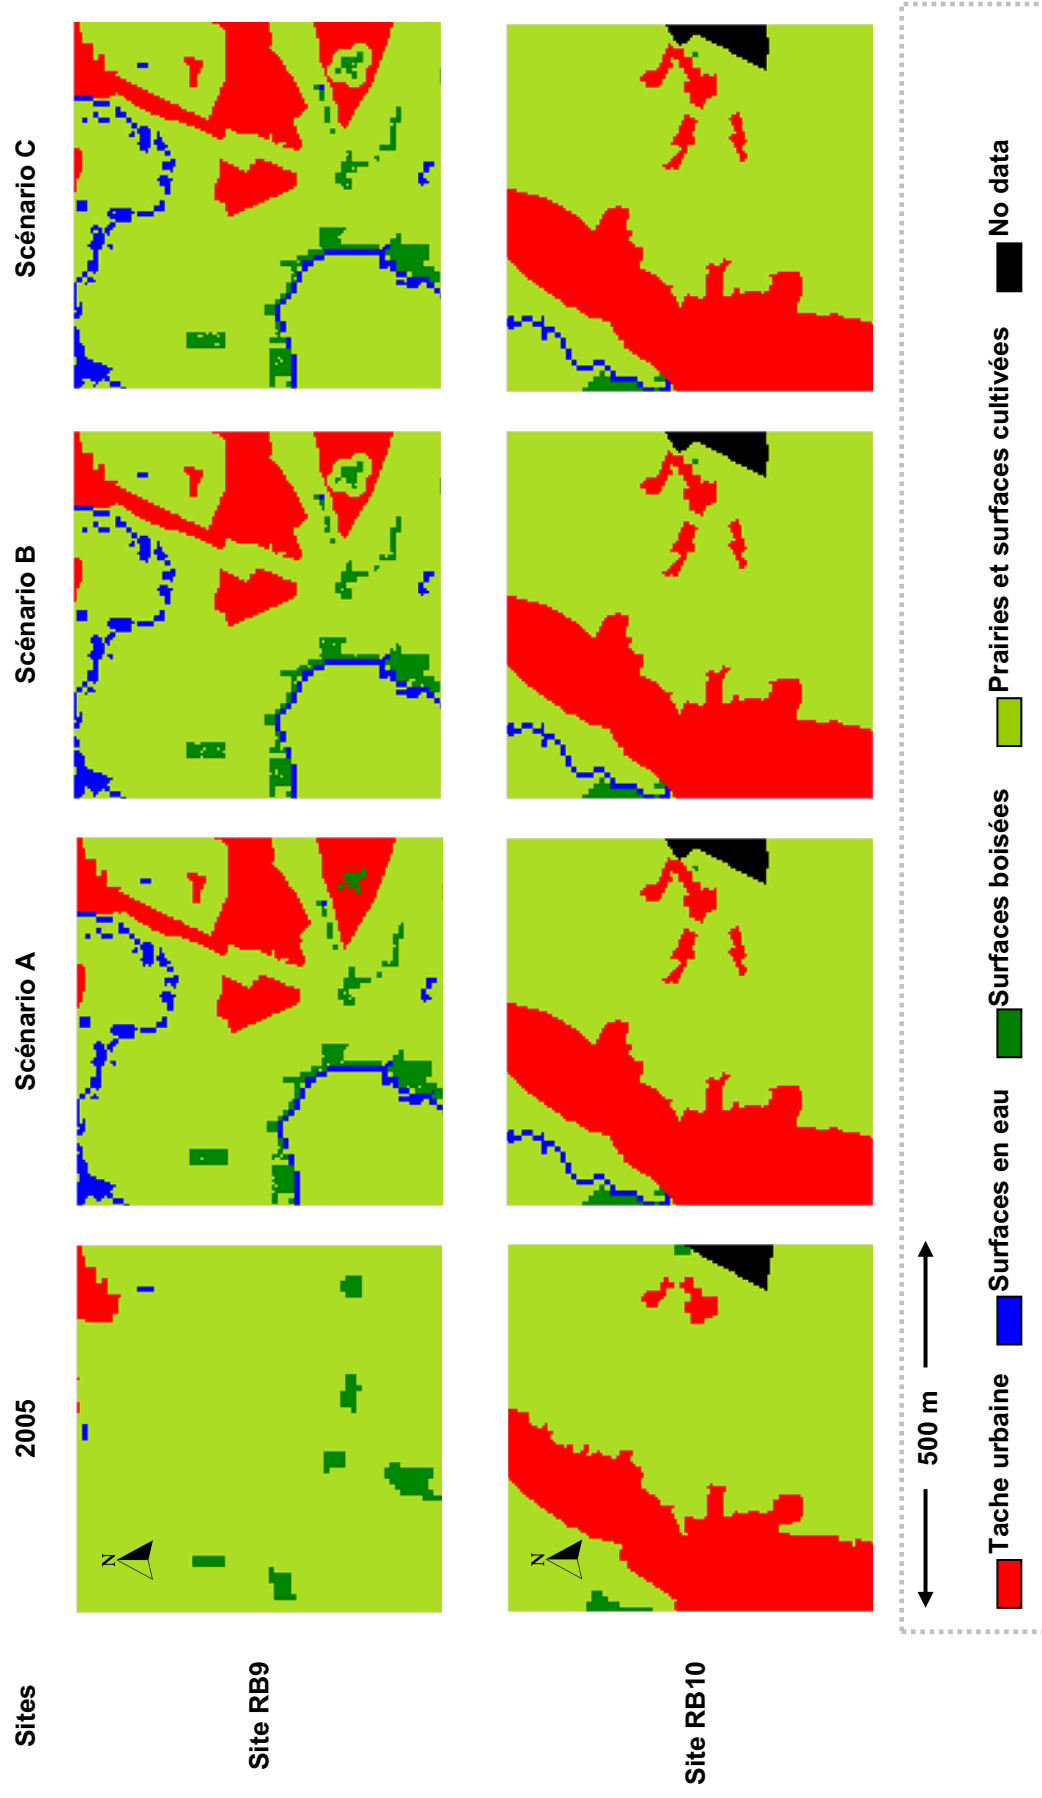 Sites
2005
Scénario A
Scénario B
Scénario C
Site RB9
N
Site RB10
N
500 m
Tache urbaine
Surfaces en eau
Surfaces boisées
Prairies et surfaces cultivées
No data